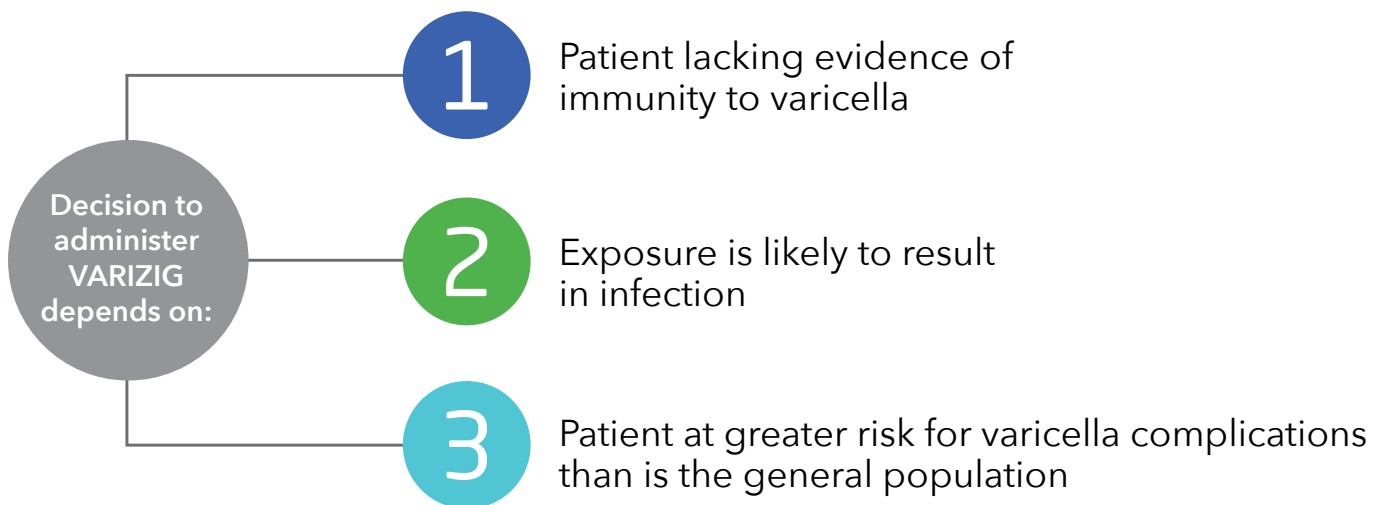 Decision to
administer
VARIZIG
depends on:
1
Patient lacking evidence of
immunity to varicella
2
Exposure is likely to result
in infection
3
Patient at greater risk for varicella complications
than is the general population